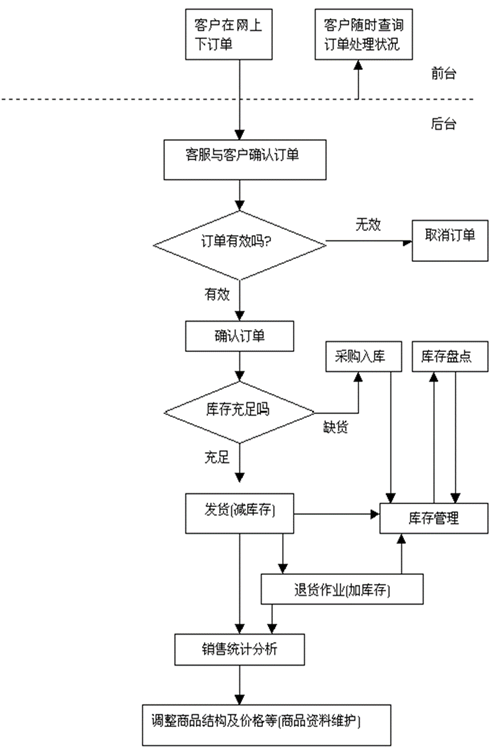 客户在网上
下订单
客户随时查询
订单处理状况
前台
后台
客服与客户确认订单
订单有效吗?
无效
取消订单
有效
确认订单
采购入库
库存盘点
库存充足吗
缺货
充足
发货(减库存)
库存管理
退货作业(加库存)
销售统计分析
调整商品结构及价格等(商品资料维护)